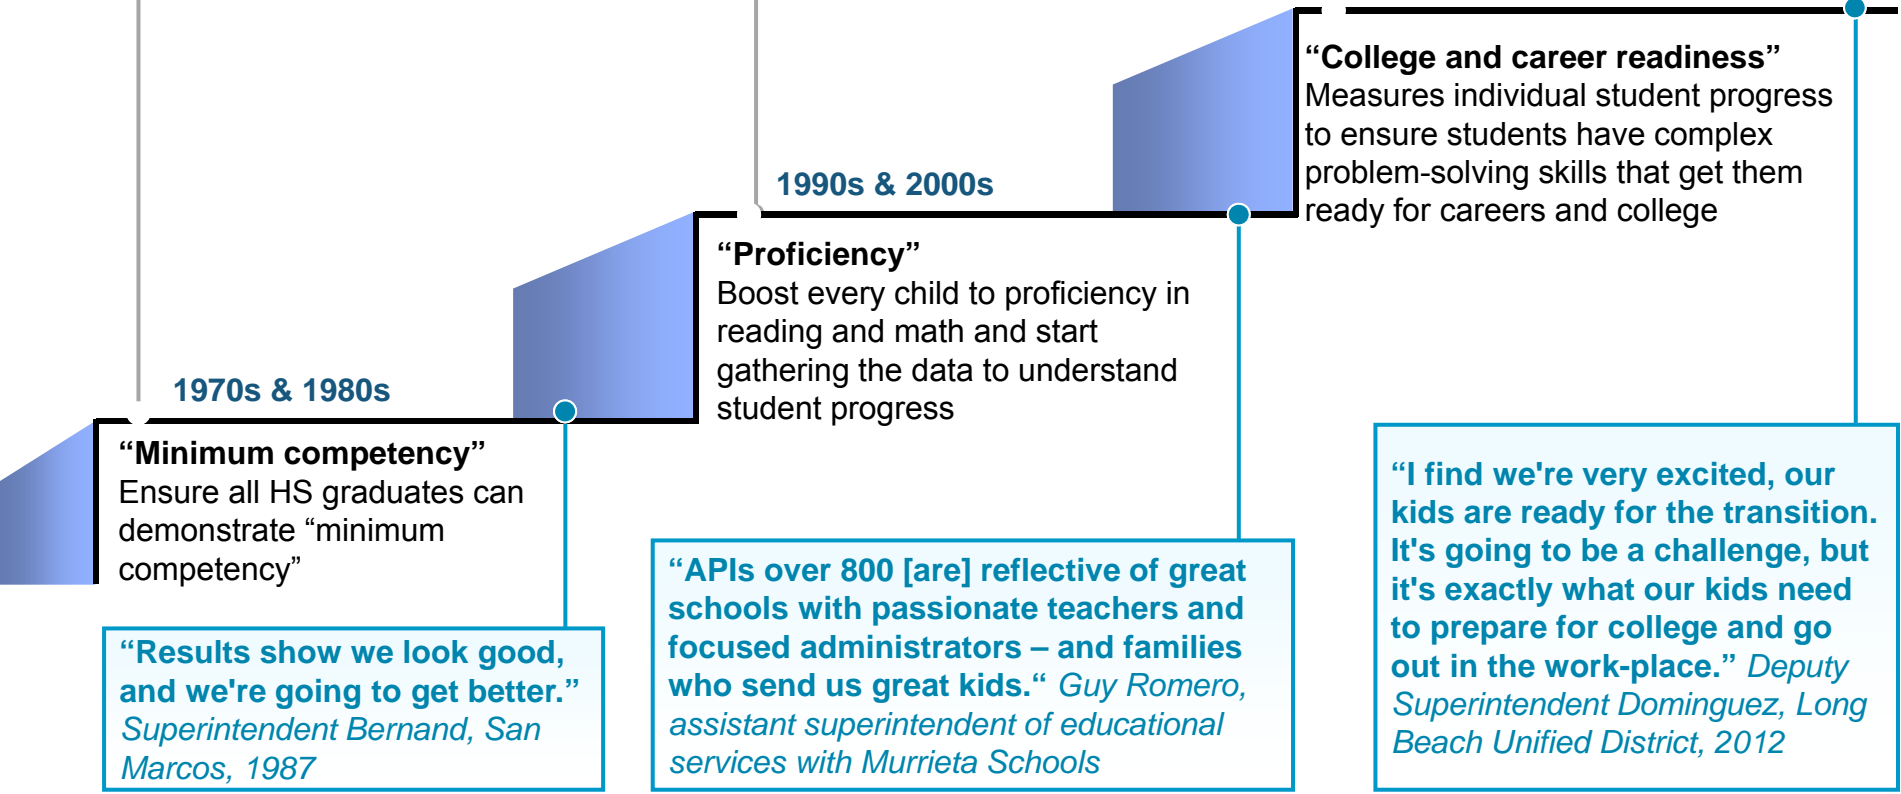 1970s & 1980s
“Minimum competency”
Ensure all HS graduates can
demonstrate “minimum
competency”
“Results show we look good,
and we're going to get better.”
Superintendent Bernand, San
Marcos, 1987
1990s & 2000s
“Proficiency”
Boost every child to proficiency in
reading and math and start
gathering the data to understand
student progress
“APIs over 800 [are] reflective of great
schools with passionate teachers and
focused administrators – and families
who send us great kids.“ Guy Romero,
assistant superintendent of educational
services with Murrieta Schools
“College and career readiness”
Measures individual student progress
to ensure students have complex
problem-solving skills that get them
ready for careers and college
“I find we're very excited, our
kids are ready for the transition.
It's going to be a challenge, but
it's exactly what our kids need
to prepare for college and go
out in the work-place.” Deputy
Superintendent Dominguez, Long
Beach Unified District, 2012